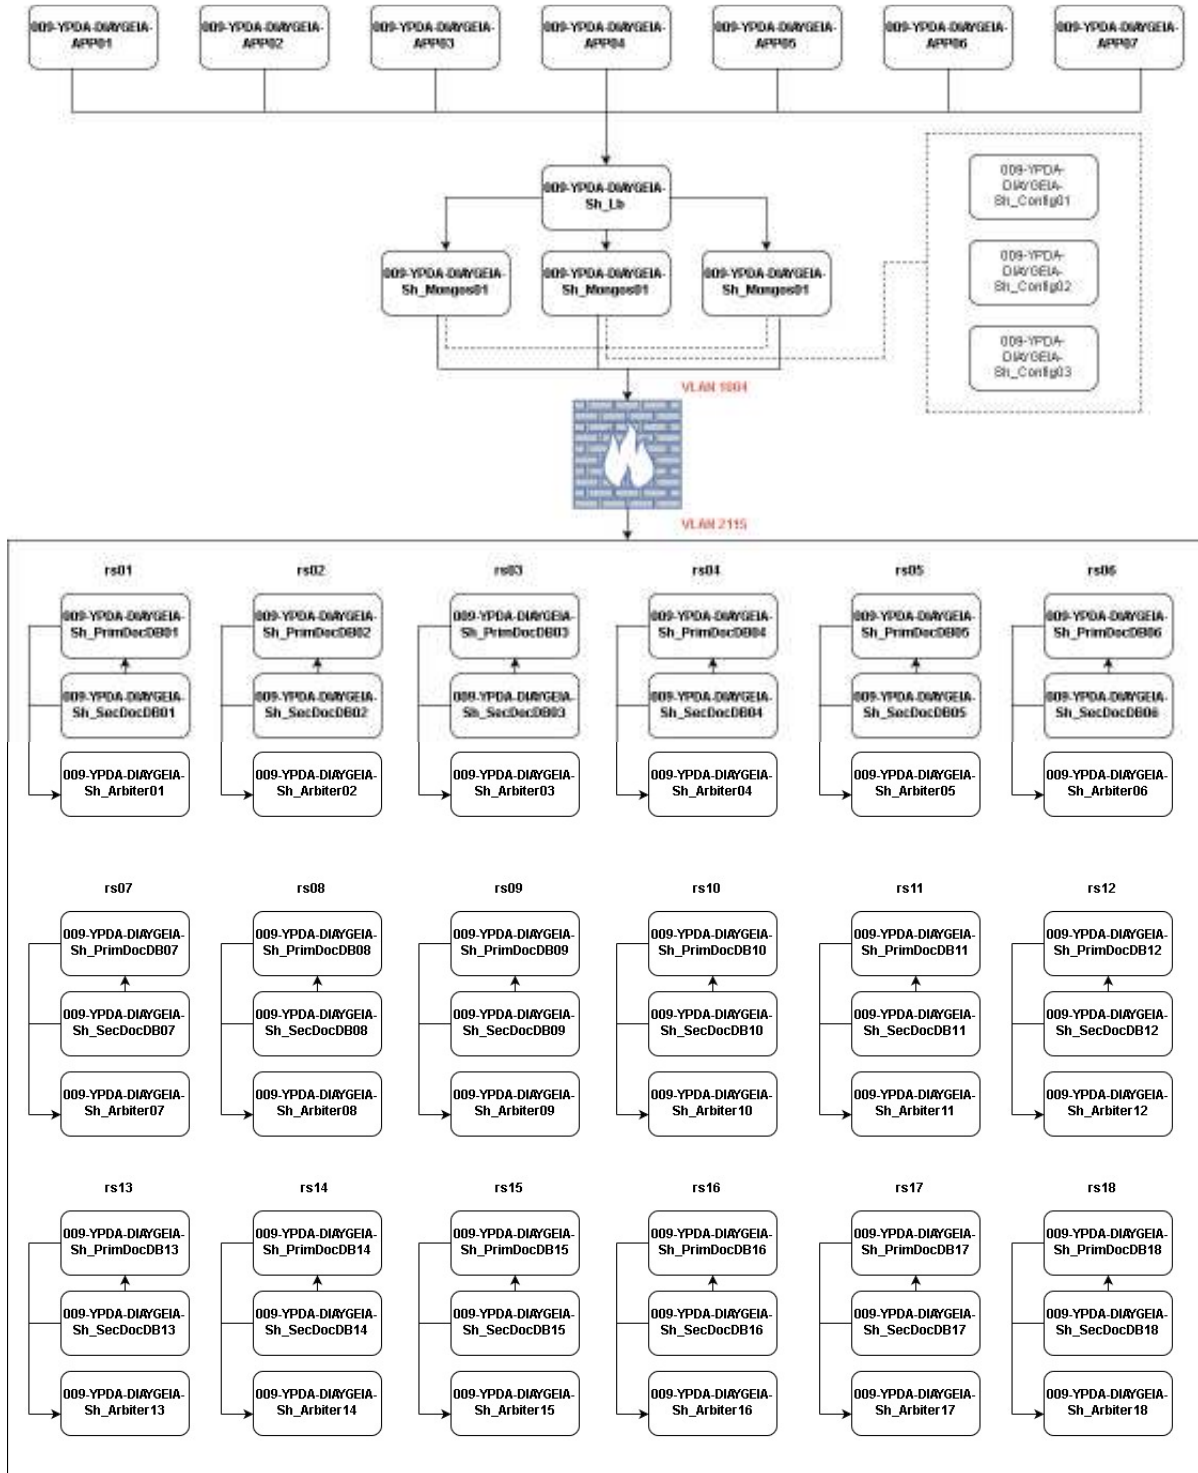 009-YPDA-DIAYGEIA-
APP01
009-YPDA-DIAYGEIA-
APP02
009-YPDA-DIAYGEIA-
APP03
009-YPDA-DIAYGEIA-
APP04
009-YPDA-DIAYGEIA-
APP05
009-YPDA-DIAYGEIA-
APP06
009-YPDA-DIAYGEIA-
APP07
009-YPDA-DIAYGEIA-
Sh_Lb
009-YPDA-
DIAYGEIA-
Sh_Config01
009-YPDA-DIAYGEIA-
Sh_Mongos01
009-YPDA-DIAYGEIA-
Sh_Mongos01
009-YPDA-DIAYGEIA-
Sh_Mongos01
009-YPDA-
DIAYGEIA-
Sh_Config02
009-YPDA-
DIAYGEIA-
Sh_Config03
VLAN 1804
VLAN 2115
rs01
rs02
rs03
rs04
rs05
rs06
009-YPDA-DIAYGEIA-
Sh_PrimDocDB01
009-YPDA-DIAYGEIA-
Sh_PrimDocDB02
009-YPDA-DIAYGEIA-
Sh_PrimDocDB03
009-YPDA-DIAYGEIA-
Sh_PrimDocDB04
009-YPDA-DIAYGEIA-
Sh_PrimDocDB05
009-YPDA-DIAYGEIA-
Sh_PrimDocDB06
009-YPDA-DIAYGEIA-
Sh_SecDocDB01
009-YPDA-DIAYGEIA-
Sh_SecDocDB02
009-YPDA-DIAYGEIA-
Sh_SecDocDB03
009-YPDA-DIAYGEIA-
Sh_SecDocDB04
009-YPDA-DIAYGEIA-
Sh_SecDocDB05
009-YPDA-DIAYGEIA-
Sh_SecDocDB06
009-YPDA-DIAYGEIA-
Sh_Arbiter01
009-YPDA-DIAYGEIA-
Sh_Arbiter02
009-YPDA-DIAYGEIA-
Sh_Arbiter03
009-YPDA-DIAYGEIA-
Sh_Arbiter04
009-YPDA-DIAYGEIA-
Sh_Arbiter05
009-YPDA-DIAYGEIA-
Sh_Arbiter06
rs07
rs08
rs09
rs10
rs11
rs12
009-YPDA-DIAYGEIA-
Sh_PrimDocDB07
009-YPDA-DIAYGEIA-
Sh_PrimDocDB08
009-YPDA-DIAYGEIA-
Sh_PrimDocDB09
009-YPDA-DIAYGEIA-
Sh_PrimDocDB10
009-YPDA-DIAYGEIA-
Sh_PrimDocDB11
009-YPDA-DIAYGEIA-
Sh_PrimDocDB12
009-YPDA-DIAYGEIA-
Sh_SecDocDB07
009-YPDA-DIAYGEIA-
Sh_SecDocDB08
009-YPDA-DIAYGEIA-
Sh_SecDocDB09
009-YPDA-DIAYGEIA-
Sh_SecDocDB10
009-YPDA-DIAYGEIA-
Sh_SecDocDB11
009-YPDA-DIAYGEIA-
Sh_SecDocDB12
009-YPDA-DIAYGEIA-
Sh_Arbiter07
009-YPDA-DIAYGEIA-
Sh_Arbiter08
009-YPDA-DIAYGEIA-
Sh_Arbiter09
009-YPDA-DIAYGEIA-
Sh_Arbiter10
009-YPDA-DIAYGEIA-
Sh_Arbiter11
009-YPDA-DIAYGEIA-
Sh_Arbiter12
rs13
rs14
rs15
rs16
rs17
rs18
009-YPDA-DIAYGEIA-
Sh_PrimDocDB13
009-YPDA-DIAYGEIA-
Sh_PrimDocDB14
009-YPDA-DIAYGEIA-
Sh_PrimDocDB15
009-YPDA-DIAYGEIA-
Sh_PrimDocDB16
009-YPDA-DIAYGEIA-
Sh_PrimDocDB17
009-YPDA-DIAYGEIA-
Sh_PrimDocDB18
009-YPDA-DIAYGEIA-
Sh_SecDocDB13
009-YPDA-DIAYGEIA-
Sh_SecDocDB14
009-YPDA-DIAYGEIA-
Sh_SecDocDB15
009-YPDA-DIAYGEIA-
Sh_SecDocDB16
009-YPDA-DIAYGEIA-
Sh_SecDocDB17
009-YPDA-DIAYGEIA-
Sh_SecDocDB18
009-YPDA-DIAYGEIA-
Sh_Arbiter13
009-YPDA-DIAYGEIA-
Sh_Arbiter14
009-YPDA-DIAYGEIA-
Sh_Arbiter15
009-YPDA-DIAYGEIA-
Sh_Arbiter16
009-YPDA-DIAYGEIA-
Sh_Arbiter17
009-YPDA-DIAYGEIA-
Sh_Arbiter18